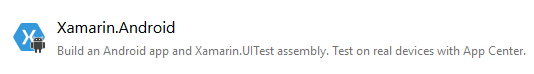 Xamarin.Android
Build an Android app and Xamarin.UITest assembly. Test on real devices with App Center.